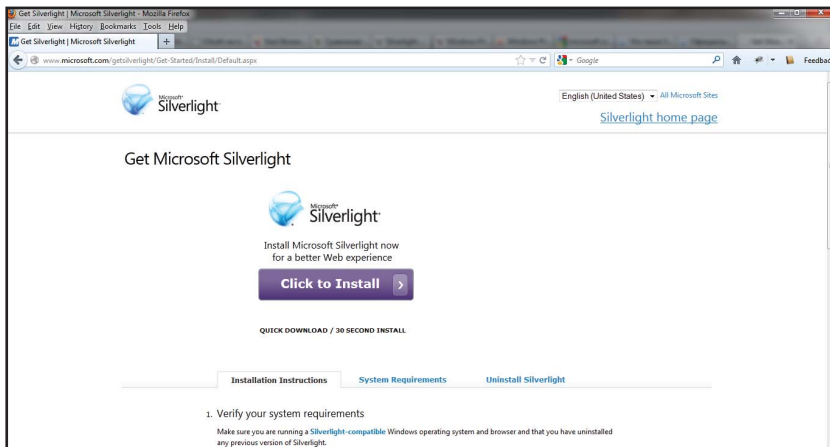 Get Silverlight | Microsoft Silverlight - Mozilla Firefox
File Edit View History Bookmarks Tools Help
Get Silverlight | Microsoft Silverlight +
www.microsoft.com/getsilverlight/Get-Started/Install/Default.aspx Google Feedbac
Microsoft® Silverlight™ English (United States) All Microsoft Sites
Silverlight home page
Get Microsoft Silverlight
Microsoft®
Silverlight™
Install Microsoft Silverlight now
for a better Web experience
Click to Install
QUICK DOWNLOAD / 30 SECOND INSTALL
Installation Instructions System Requirements Uninstall Silverlight
1. Verify your system requirements
Make sure you are running a Silverlight-compatible Windows operating system and browser and that you have uninstalled
any previous version of Silverlight.